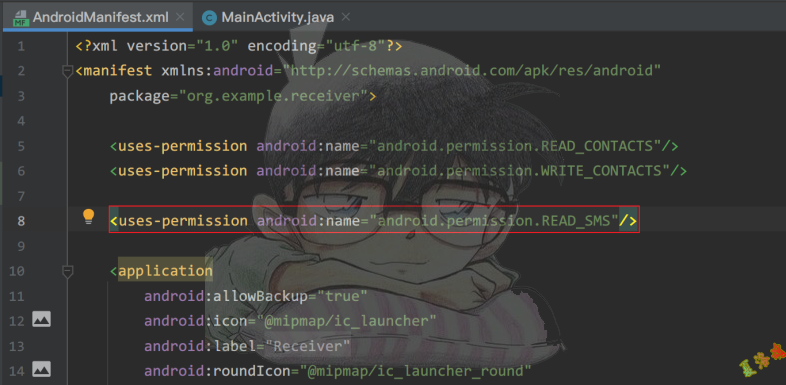 AndroidManifest.xml MainActivity.java
1 <?xml version="1.0" encoding="utf-8"?>
2 <manifest xmlns:android="http://schemas.android.com/apk/res/android"
3 package="org.example.receiver">
4
5 <uses-permission android:name="android.permission.READ_CONTACTS"/>
6 <uses-permission android:name="android.permission.WRITE_CONTACTS"/>
7
8 <uses-permission android:name="android.permission.READ_SMS"/>
9
10 <application
11 android:allowBackup="true"
12 android:icon="@mipmap/ic_launcher"
13 android:label="Receiver"
14 android:roundIcon="@mipmap/ic_launcher_round"